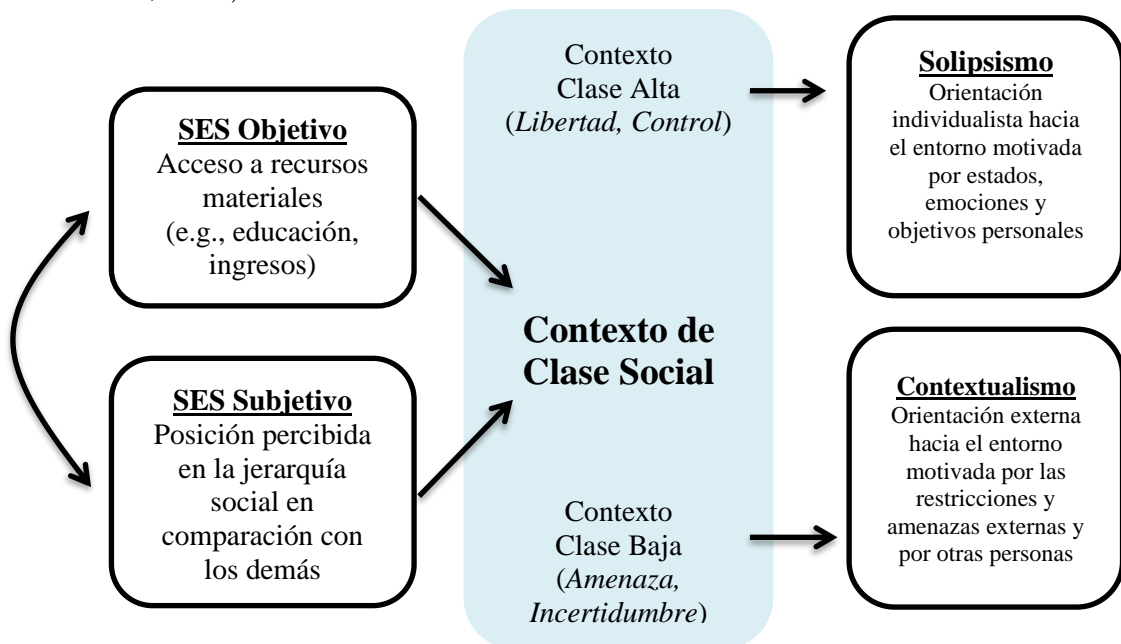 SES Objetivo
Acceso a recursos
materiales
(e.g., educación,
ingresos)
SES Subjetivo
Posición percibida
en la jerarquía
social en
comparación con
los demás
Contexto
Clase Alta
(Libertad, Control)
Contexto de
Clase Social
Contexto
Clase Baja
(Amenaza,
Incertidumbre)
Solipsismo
Orientación
individualista hacia
el entorno motivada
por estados,
emociones y
objetivos personales
Contextualismo
Orientación externa
hacia el entorno
motivada por las
restricciones y
amenazas externas y
por otras personas